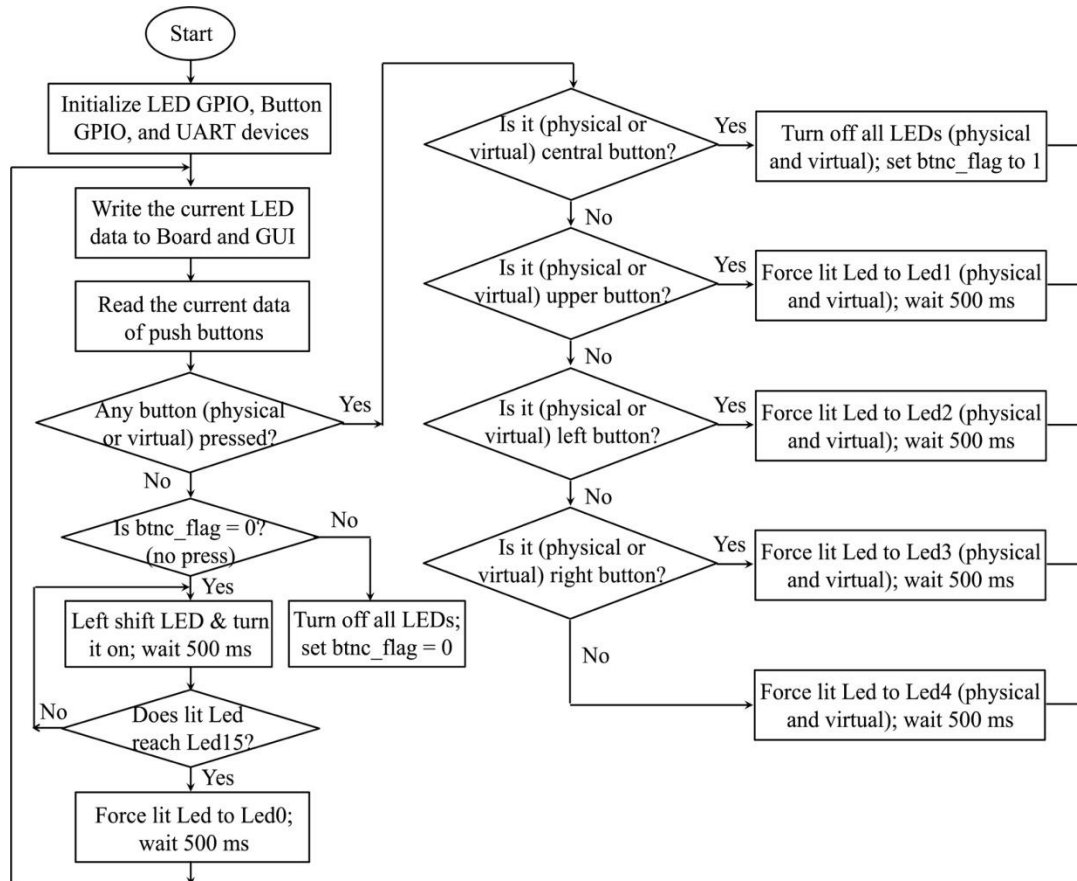 Start
Initialize LED GPIO, Button
GPIO, and UART devices
Write the current LED
data to Board and GUI
Read the current data
of push buttons
Any button (physical
or virtual) pressed?
Yes
No
Is btnc_flag = 0?
(no press)
No
Yes
Left shift LED & turn
it on; wait 500 ms
Turn off all LEDs;
set btnc_flag = 0
No
Does lit Led
reach Led15?
Yes
Force lit Led to Led0;
wait 500 ms
Is it (physical or
virtual) central button?
Yes
Turn off all LEDs (physical
and virtual); set btnc_flag to 1
No
Is it (physical or
virtual) upper button?
Yes
Force lit Led to Led1 (physical
and virtual); wait 500 ms
No
Is it (physical or
virtual) left button?
Yes
Force lit Led to Led2 (physical
and virtual); wait 500 ms
No
Is it (physical or
virtual) right button?
Yes
Force lit Led to Led3 (physical
and virtual); wait 500 ms
No
Force lit Led to Led4 (physical
and virtual); wait 500 ms